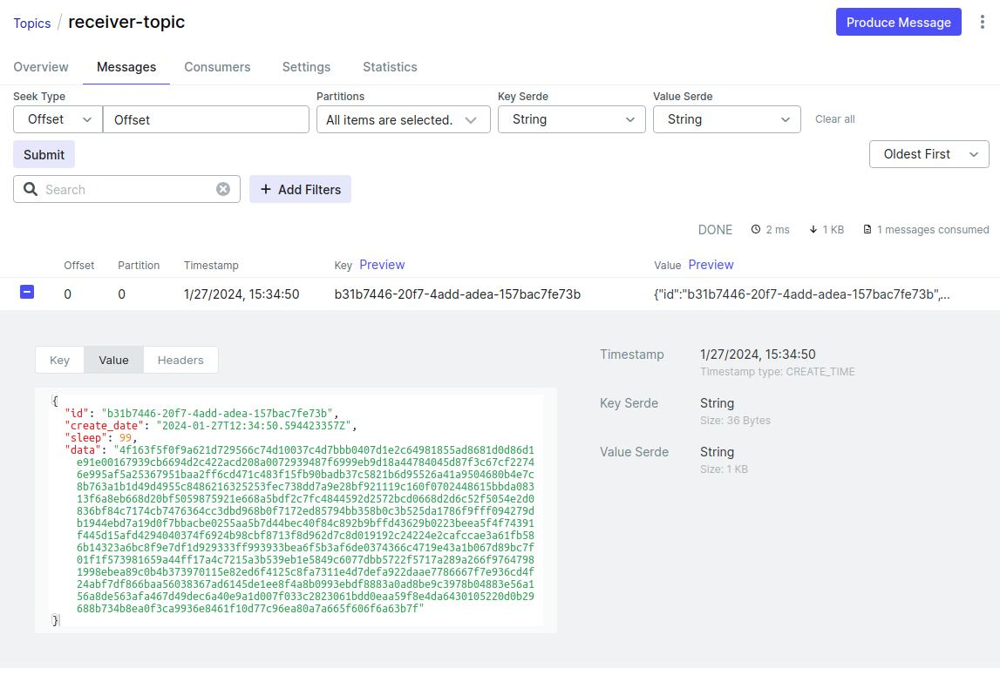 Topics / receiver-topic
Produce Message
Overview Messages Consumers Settings Statistics
Seek Type Partitions Key Serde Value Serde
Offset Offset All items are selected. String String Clear all
Submit Oldest First
Search + Add Filters
DONE 2 ms 1 KB 1 messages consumed
Offset Partition Timestamp Key Preview Value Preview
0 0 1/27/2024, 15:34:50 b31b7446-20f7-4add-adea-157bac7fe73b {"id":"b31b7446-20f7-4add-adea-157bac7fe73b",...
Key Value Headers
{
"id": "b31b7446-20f7-4add-adea-157bac7fe73b",
"create_date": "2024-01-27T12:34:50.594423357Z",
"sleep": 99,
"data": "4f163f5f0f9a621d729566c74d10037c4d7bbb0407d1e2c64981855ad8681d0d86d1
e91e00167939cb6694d2c422acd208a0072939487f6999eb9d18a44784045d87f3c67cf2274
6e995af5a25367951baa2ff6cd471c483f15fb90badb37c5821b6d95526a41a9504680b4e7c
8b763a1b1d49d4955c8486216325253fec738dd7a9e28bf921119c160f0702448615bbda083
13f6a8eb668d20bf5059875921e668a5bdf2c7fc4844592d2572bcd0668d2d6c52f5054e2d0
836bf84c7174cb7476364cc3dbd968b0f7172ed85794bb358b0c3b525da1786f9fff094279d
b1944ebd7a19d0f7bbacbe0255aa5b7d44bec40f84c892b9bffd43629b0223beea5f4f74391
f445d15afd4294040374f6924b98cbf8713f8d962d7c8d019192c24224e2cafccae3a61fb58
6b14323a6bc8f9e7df1d929333ff993933bea6f5b3af6de0374366c4719e43a1b067d89bc7f
01f1f573981659a44ff17a4c7215a3b539eb1e5849c6077dbb5722f5717a289a266f9764798
1998ebea89c0b4b373970115e82ed6f4125c8fa7311e4d7defa922daae7786667f7e936cd4f
24abf7df866baa56038367ad6145de1ee8f4a8b0993ebdf8883a0ad8be9c3978b04883e56a1
56a8de563afa467d49dec6a40e9a1d007f033c2823061bdd0eaa59f8e4da6430105220d0b29
688b734b8ea0f3ca9936e8461f10d77c96ea80a7a665f606f6a63b7f"
}
Timestamp 1/27/2024, 15:34:50
Timestamp type: CREATE_TIME
Key Serde String
Size: 36 Bytes
Value Serde String
Size: 1 KB